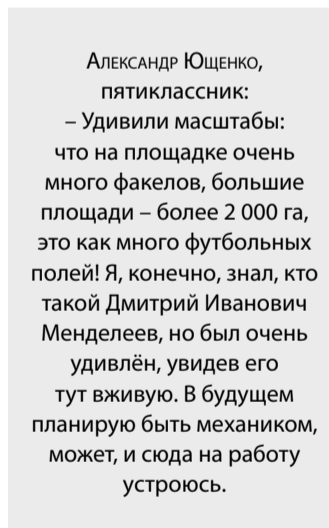 Александр Ющенко,
пятиклассник:
– Удивили масштабы:
что на площадке очень
много факелов, большие
площади – более 2 000 га,
это как много футбольных
полей! Я, конечно, знал, кто
такой Дмитрий Иванович
Менделеев, но был очень
удивлён, увидев его
тут вживую. В будущем
планирую быть механиком,
может, и сюда на работу
устроюсь.